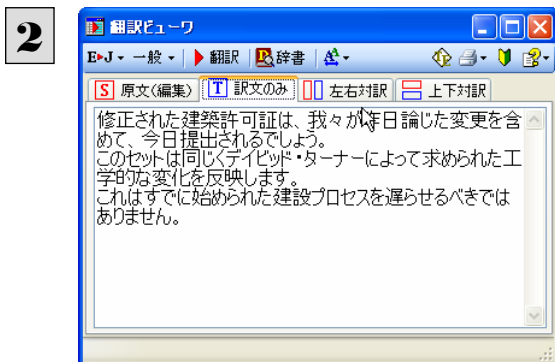 2
翻訳ビューワ
E▸J 一般 翻訳 辞書
S 原文(編集) T 訳文のみ 左右対訳 上下対訳
修正された建築許可証は、我々が昨日論じた変更を含
めて、今日提出されるでしょう。
このセットは同じくデイビッド・ターナーによって求められた工
学的な変化を反映します。
これはすでに始められた建設プロセスを遅らせるべきでは
ありません。